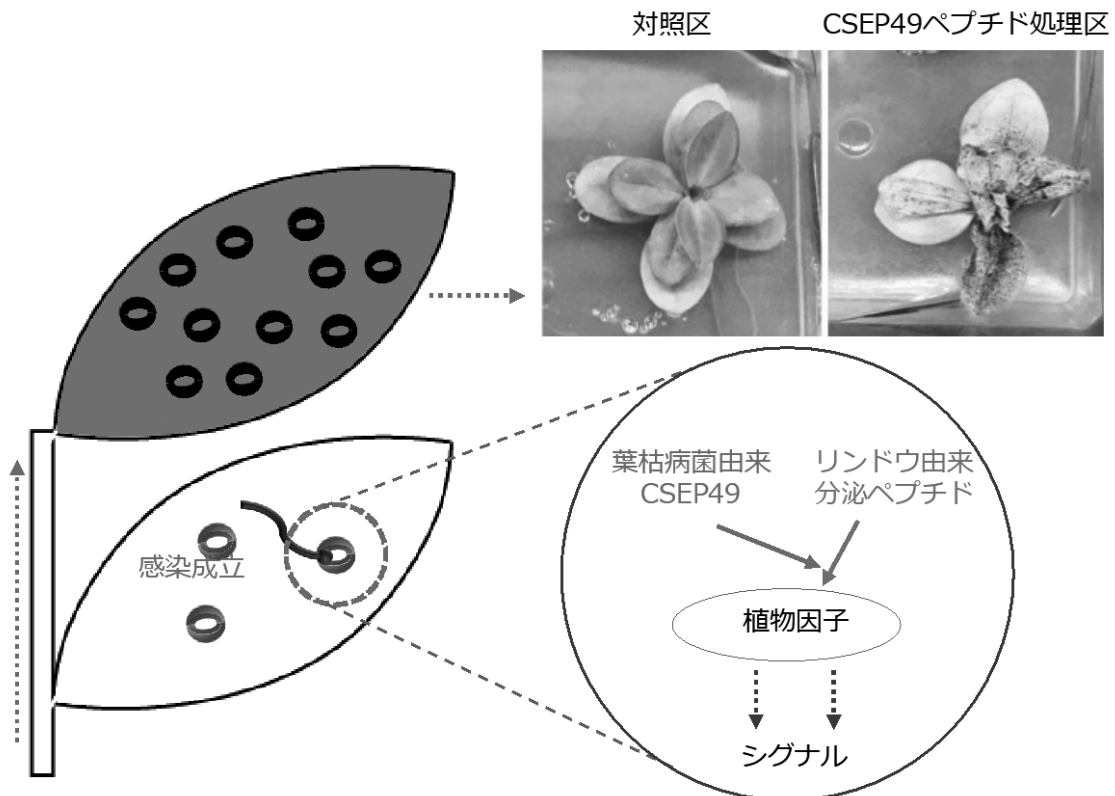 対照区
CSEP49ペプチド処理区
葉枯病菌由来
CSEP49
リンドウ由来
分泌ペプチド
感染成立
植物因子
シグナル